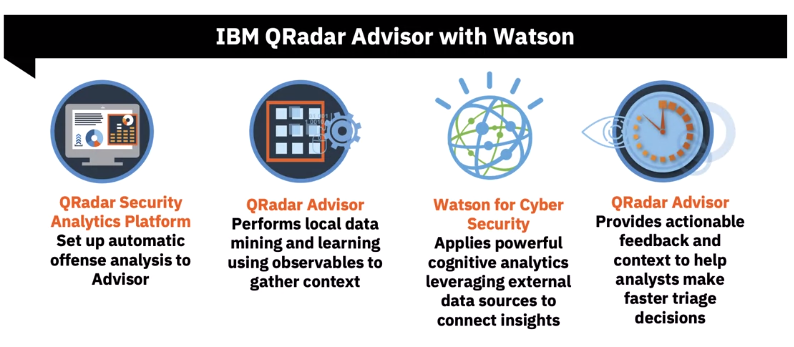 IBM QRadar Advisor with Watson
QRadar Security
Analytics Platform
Set up automatic
offense analysis to
Advisor
QRadar Advisor
Performs local data
mining and learning
using observables to
gather context
Watson for Cyber
Security
Applies powerful
cognitive analytics
leveraging external
data sources to
connect insights
QRadar Advisor
Provides actionable
feedback and
context to help
analysts make
faster triage
decisions